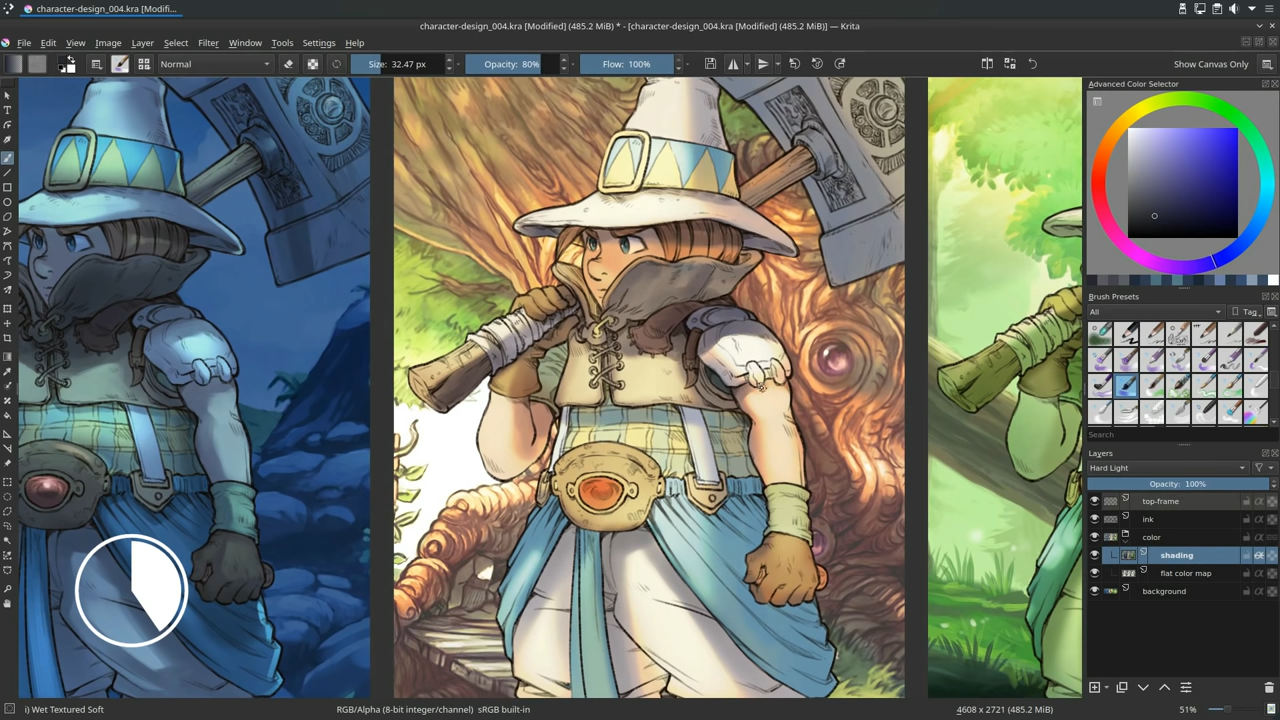 character-design_004.kra [Modifi...
character-design_004.kra [Modified] (485.2 MiB) * - [character-design_004.kra [Modified] (485.2 MiB)] — Krita
File Edit View Image Layer Select Filter Window Tools Settings Help
Normal Size: 32.47 px Opacity: 80% Flow: 100% Show Canvas Only
Advanced Color Selector
Brush Presets
All Tag
Search
Layers
Hard Light
Opacity: 100%
top-frame
ink
color
shading
flat color map
background
i) Wet Textured Soft RGB/Alpha (8-bit integer/channel) sRGB built-in 4608 x 2721 (485.2 MiB) 51%